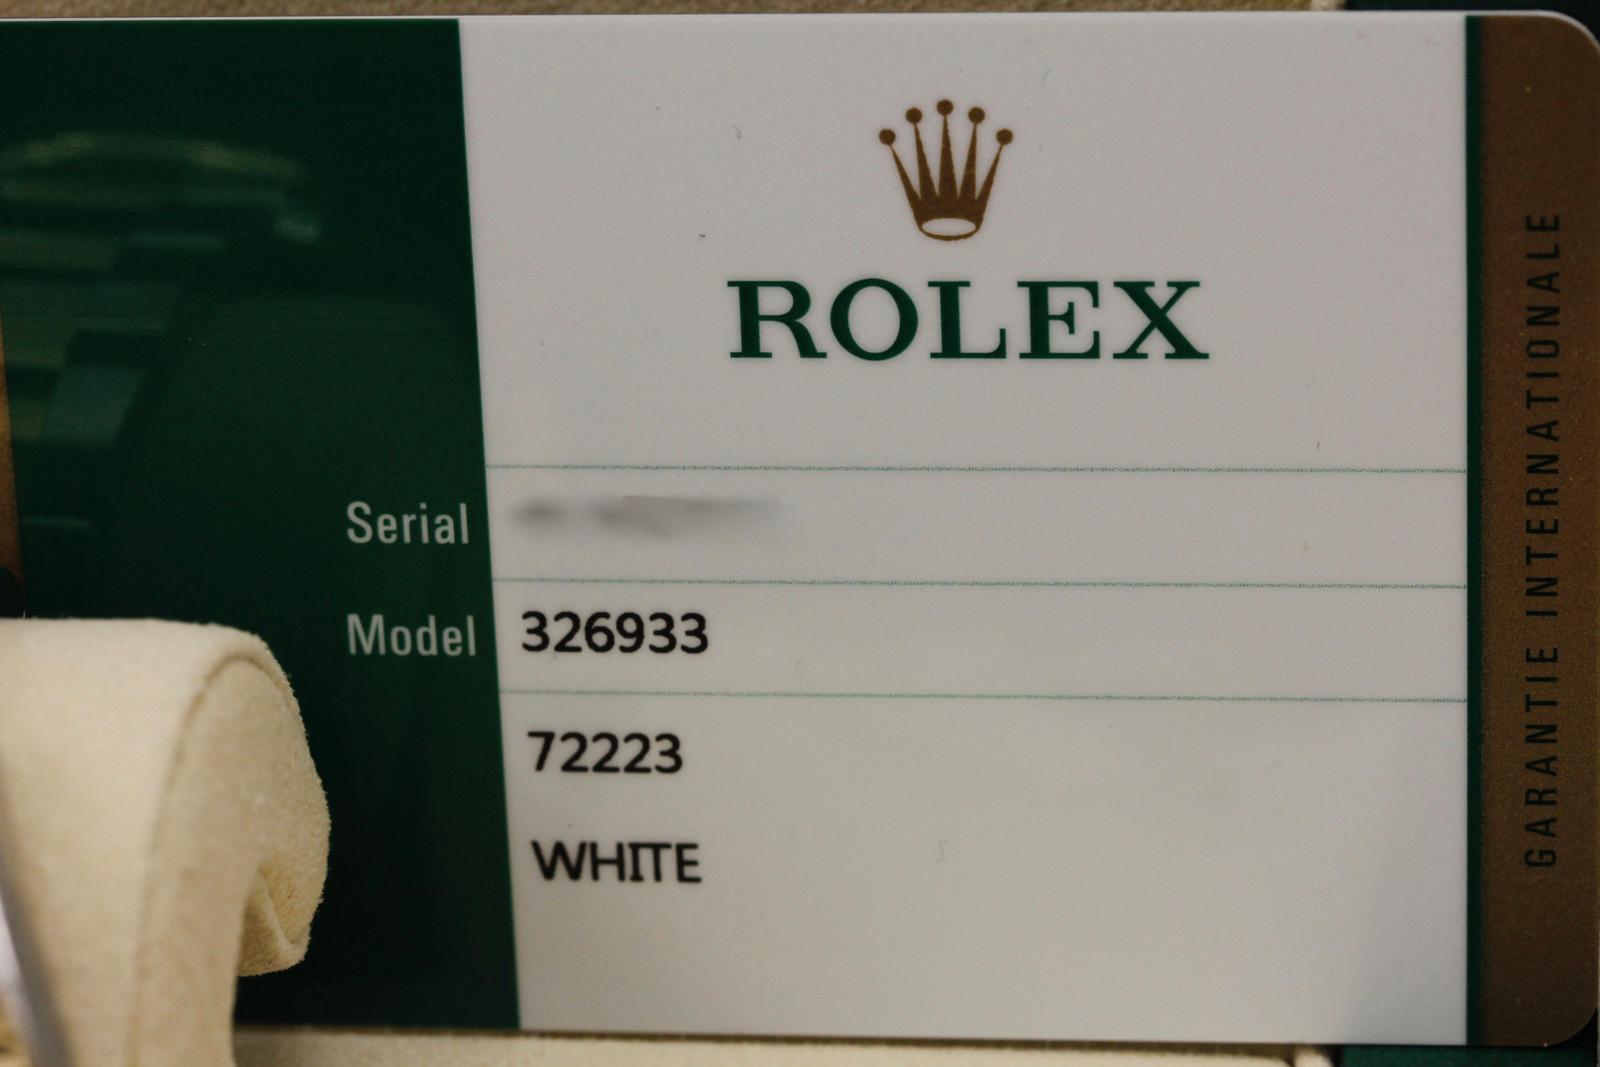 ROLEX
Serial
Model 326933
72223
WHITE
GARANTIE INTERNATIONALE